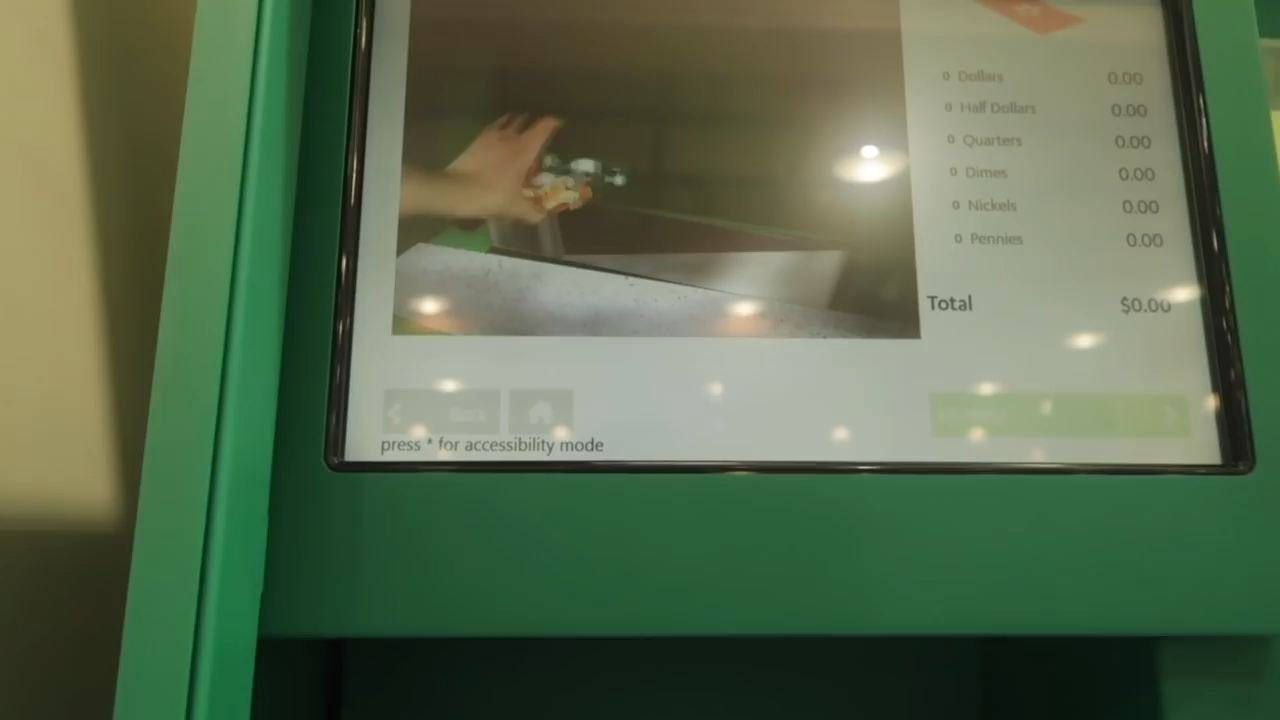 0 Dollars 0.00
0 Half Dollars 0.00
0 Quarters 0.00
0 Dimes 0.00
0 Nickels 0.00
0 Pennies 0.00
Total $0.00
Back
press * for accessibility mode